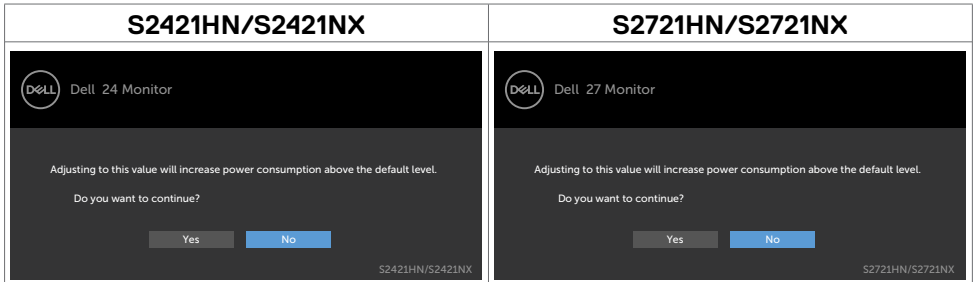 S2421HN/S2421NX
S2721HN/S2721NX
DELL
Dell 24 Monitor
Adjusting to this value will increase power consumption above the default level.
Do you want to continue?
Yes
No
S2421HN/S2421NX
DELL
Dell 27 Monitor
Adjusting to this value will increase power consumption above the default level.
Do you want to continue?
Yes
No
S2721HN/S2721NX